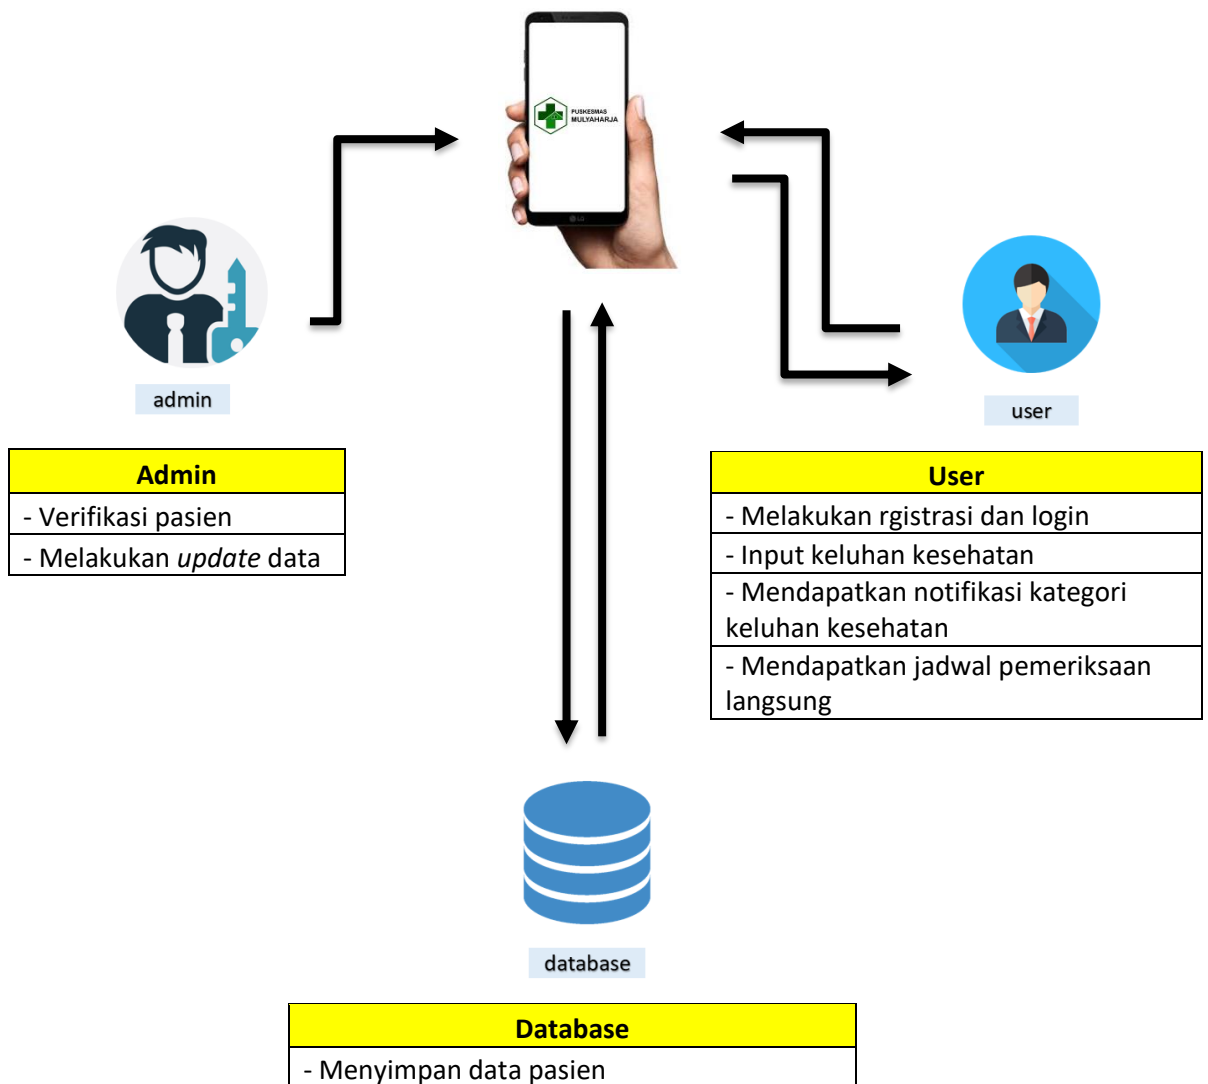 PUSKESMAS
MULYAHARJA
LG
admin
user
Admin
- Verifikasi pasien
- Melakukan update data
User
- Melakukan rgistrasi dan login
- Input keluhan kesehatan
- Mendapatkan notifikasi kategori
keluhan kesehatan
- Mendapatkan jadwal pemeriksaan
langsung
database
Database
- Menyimpan data pasien